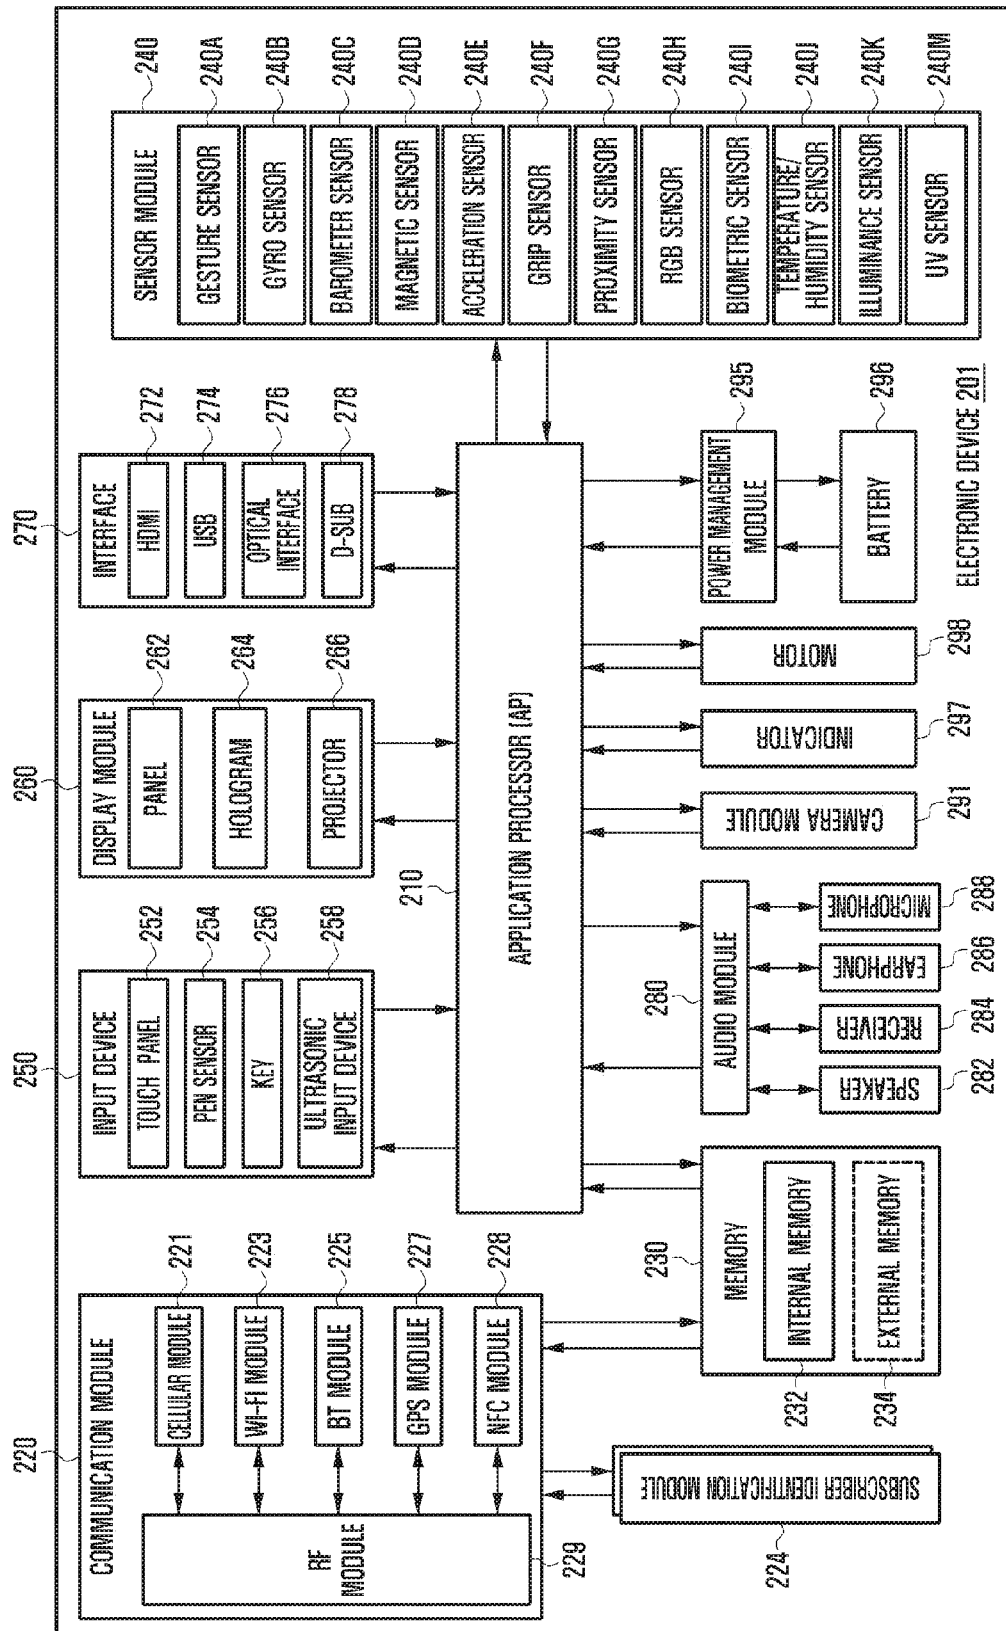 220
COMMUNICATION MODULE
RF
MODULE
229
CELLULAR MODULE
221
WI-FI MODULE
223
BT MODULE
225
GPS MODULE
227
NFC MODULE
228
SUBSCRIBER IDENTIFICATION MODULE
224
250
INPUT DEVICE
TOUCH PANEL
252
PEN SENSOR
254
KEY
256
ULTRASONIC
INPUT DEVICE
258
260
DISPLAY MODULE
PANEL
262
HOLOGRAM
264
PROJECTOR
266
270
INTERFACE
HDMI
272
USB
274
OPTICAL
INTERFACE
276
D-SUB
278
SENSOR MODULE
240
GESTURE SENSOR
240A
GYRO SENSOR
240B
BAROMETER SENSOR
240C
MAGNETIC SENSOR
240D
ACCELERATION SENSOR
240E
GRIP SENSOR
240F
PROXIMITY SENSOR
240G
RGB SENSOR
240H
BIOMETRIC SENSOR
240I
TEMPERATURE/
HUMIDITY SENSOR
240J
ILLUMINANCE SENSOR
240K
UV SENSOR
240M
210
APPLICATION PROCESSOR (AP)
230
MEMORY
INTERNAL MEMORY
232
EXTERNAL MEMORY
234
280
AUDIO MODULE
SPEAKER
282
RECEIVER
284
EARPHONE
286
MICROPHONE
288
CAMERA MODULE
291
INDICATOR
297
MOTOR
298
POWER MANAGEMENT
MODULE
295
BATTERY
296
ELECTRONIC DEVICE 201